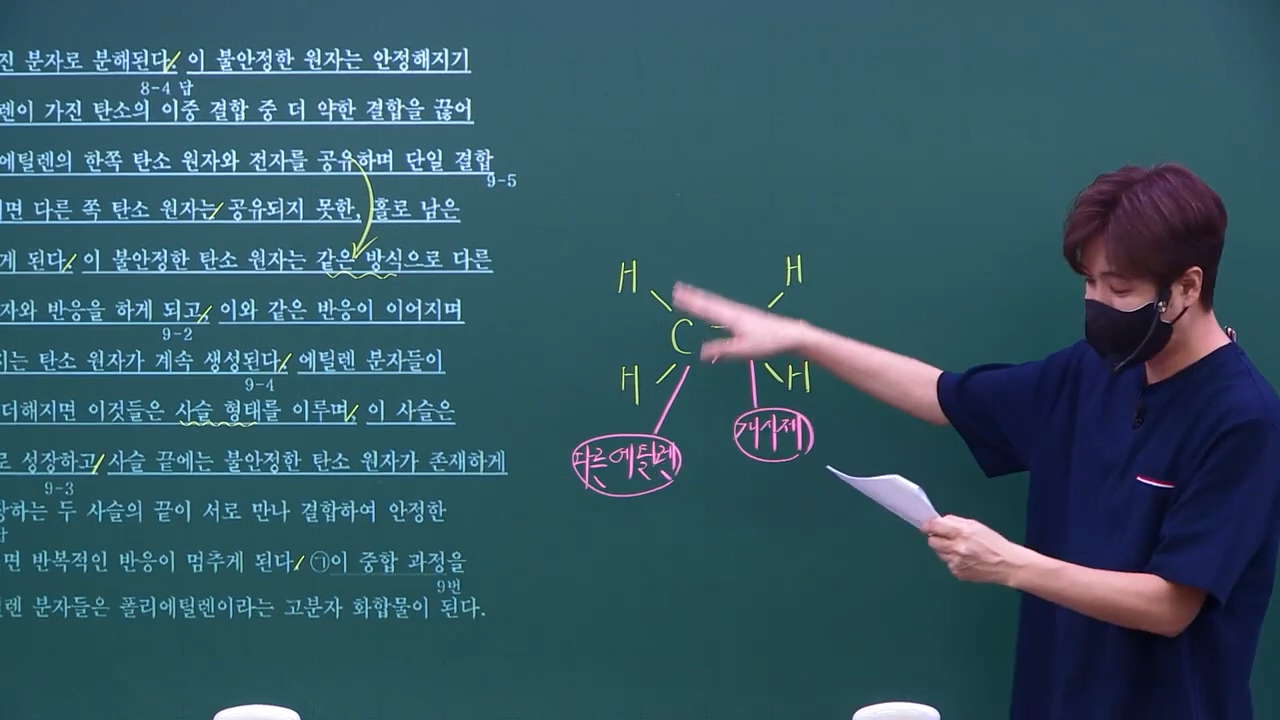 진 분자로 분해된다. 이 불안정한 원자는 안정해지기
8-4 답
렌이 가진 탄소의 이중 결합 중 더 약한 결합을 끊어
에틸렌의 한쪽 탄소 원자와 전자를 공유하며 단일 결합
9-5
면 다른 쪽 탄소 원자는 공유되지 못한, 홀로 남은
게 된다. 이 불안정한 탄소 원자는 같은 방식으로 다른
자와 반응을 하게 되고, 이와 같은 반응이 이어지며
9-2
지는 탄소 원자가 계속 생성된다. 에틸렌 분자들이
9-4
더해지면 이것들은 사슬 형태를 이루며, 이 사슬은
로 성장하고, 사슬 끝에는 불안정한 탄소 원자가 존재하게
9-3
장하는 두 사슬의 끝이 서로 만나 결합하여 안정한
면 반복적인 반응이 멈추게 된다. ㉠이 중합 과정을
9번
렌 분자들은 폴리에틸렌이라는 고분자 화합물이 된다.
H H
C
H H
다른 에틸렌 개시제